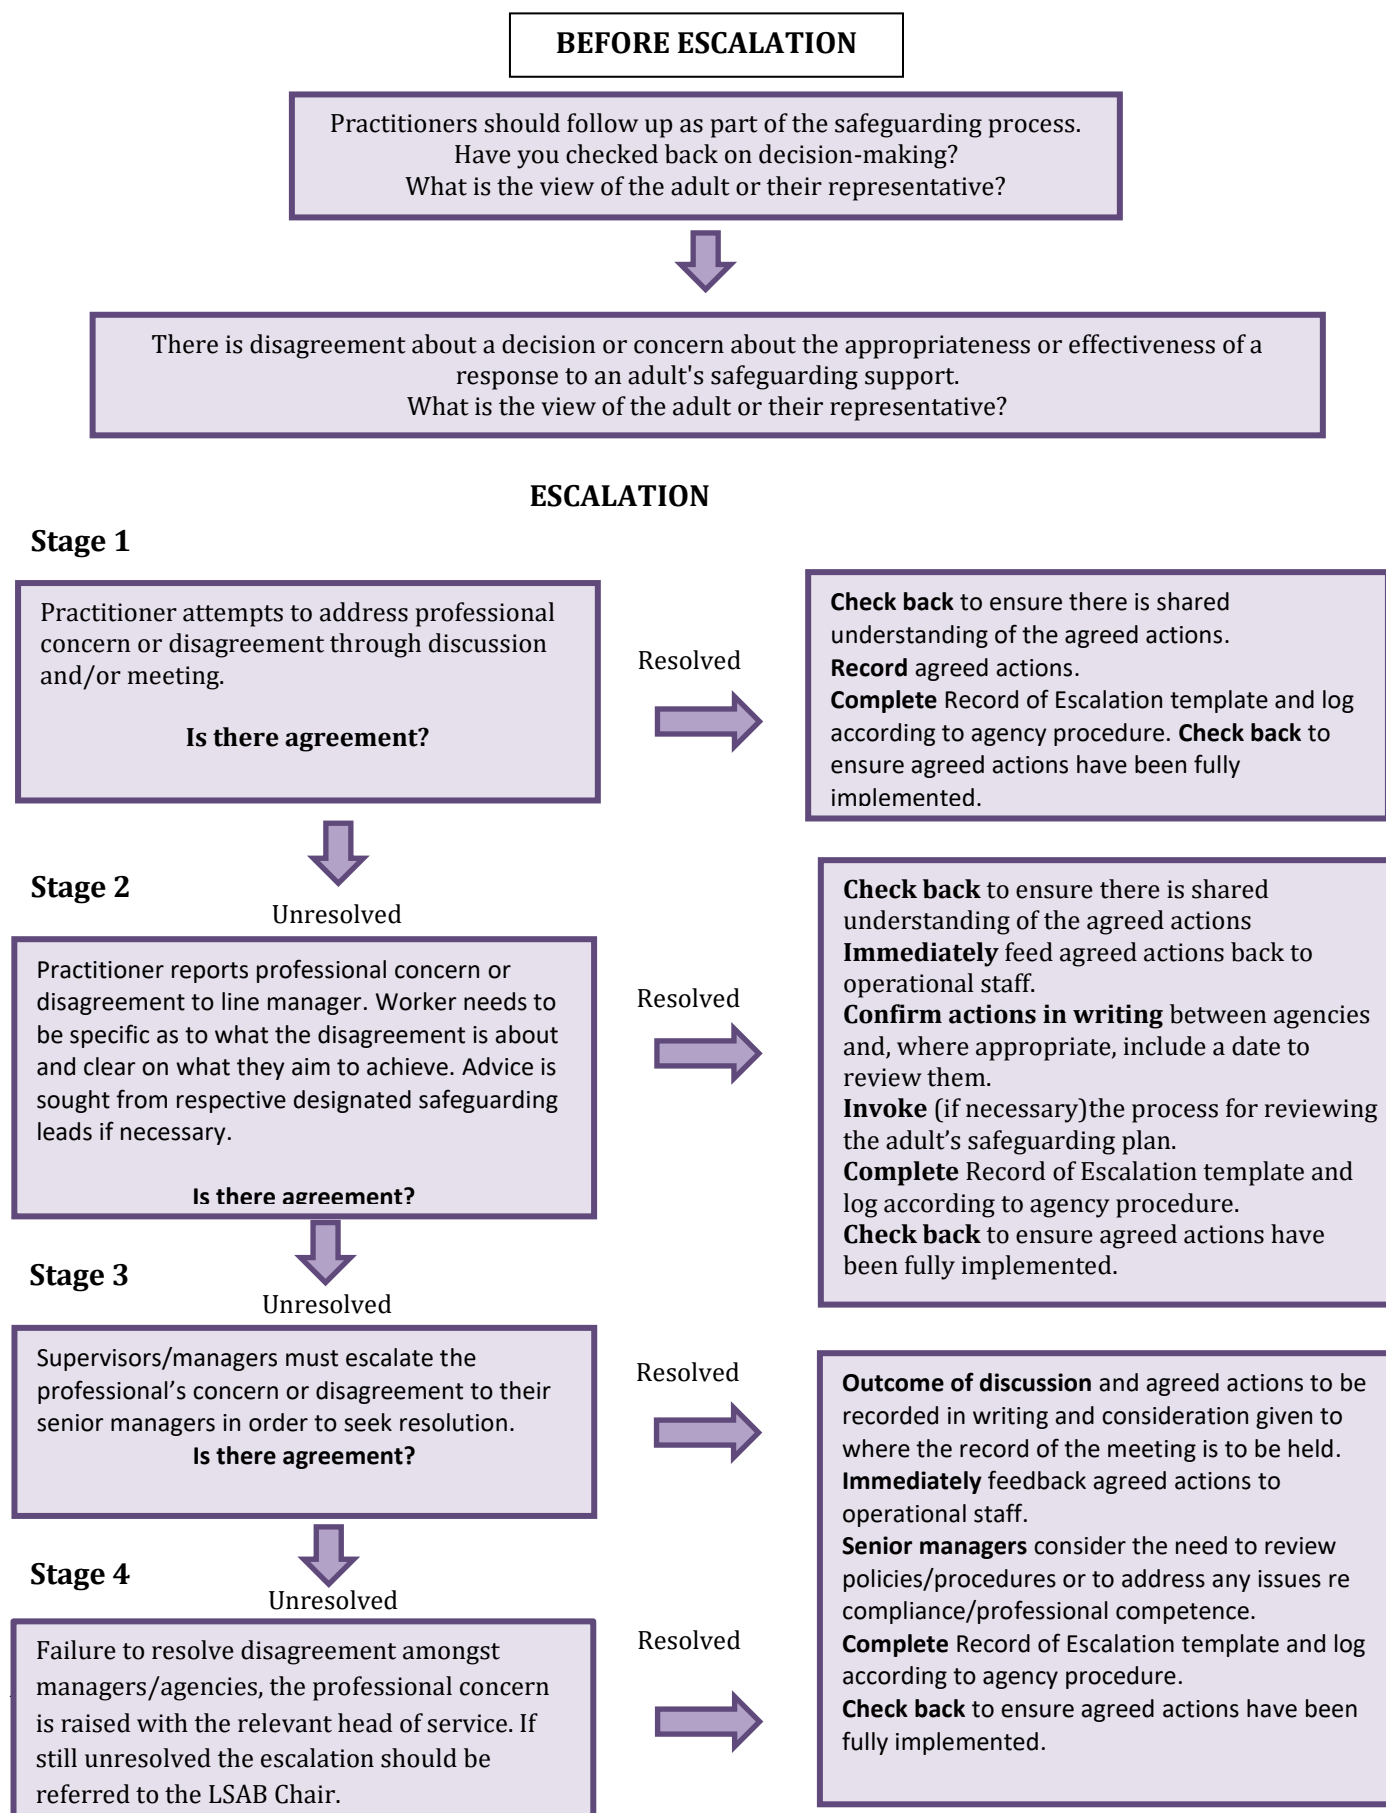 BEFORE ESCALATION
Practitioners should follow up as part of the safeguarding process.
Have you checked back on decision-making?
What is the view of the adult or their representative?
There is disagreement about a decision or concern about the appropriateness or effectiveness of a
response to an adult's safeguarding support.
What is the view of the adult or their representative?
ESCALATION
Stage 1
Practitioner attempts to address professional
concern or disagreement through discussion
and/or meeting.
Is there agreement?
Resolved
Check back to ensure there is shared
understanding of the agreed actions.
Record agreed actions.
Complete Record of Escalation template and log
according to agency procedure. Check back to
ensure agreed actions have been fully
implemented.
Stage 2
Unresolved
Practitioner reports professional concern or
disagreement to line manager. Worker needs to
be specific as to what the disagreement is about
and clear on what they aim to achieve. Advice is
sought from respective designated safeguarding
leads if necessary.
Is there agreement?
Resolved
Check back to ensure there is shared
understanding of the agreed actions
Immediately feed agreed actions back to
operational staff.
Confirm actions in writing between agencies
and, where appropriate, include a date to
review them.
Invoke (if necessary)the process for reviewing
the adult’s safeguarding plan.
Complete Record of Escalation template and
log according to agency procedure.
Check back to ensure agreed actions have
been fully implemented.
Stage 3
Unresolved
Supervisors/managers must escalate the
professional’s concern or disagreement to their
senior managers in order to seek resolution.
Is there agreement?
Resolved
Outcome of discussion and agreed actions to be
recorded in writing and consideration given to
where the record of the meeting is to be held.
Immediately feedback agreed actions to
operational staff.
Senior managers consider the need to review
policies/procedures or to address any issues re
compliance/professional competence.
Complete Record of Escalation template and log
according to agency procedure.
Check back to ensure agreed actions have been
fully implemented.
Stage 4
Unresolved
Failure to resolve disagreement amongst
managers/agencies, the professional concern
is raised with the relevant head of service. If
still unresolved the escalation should be
referred to the LSAB Chair.
Resolved